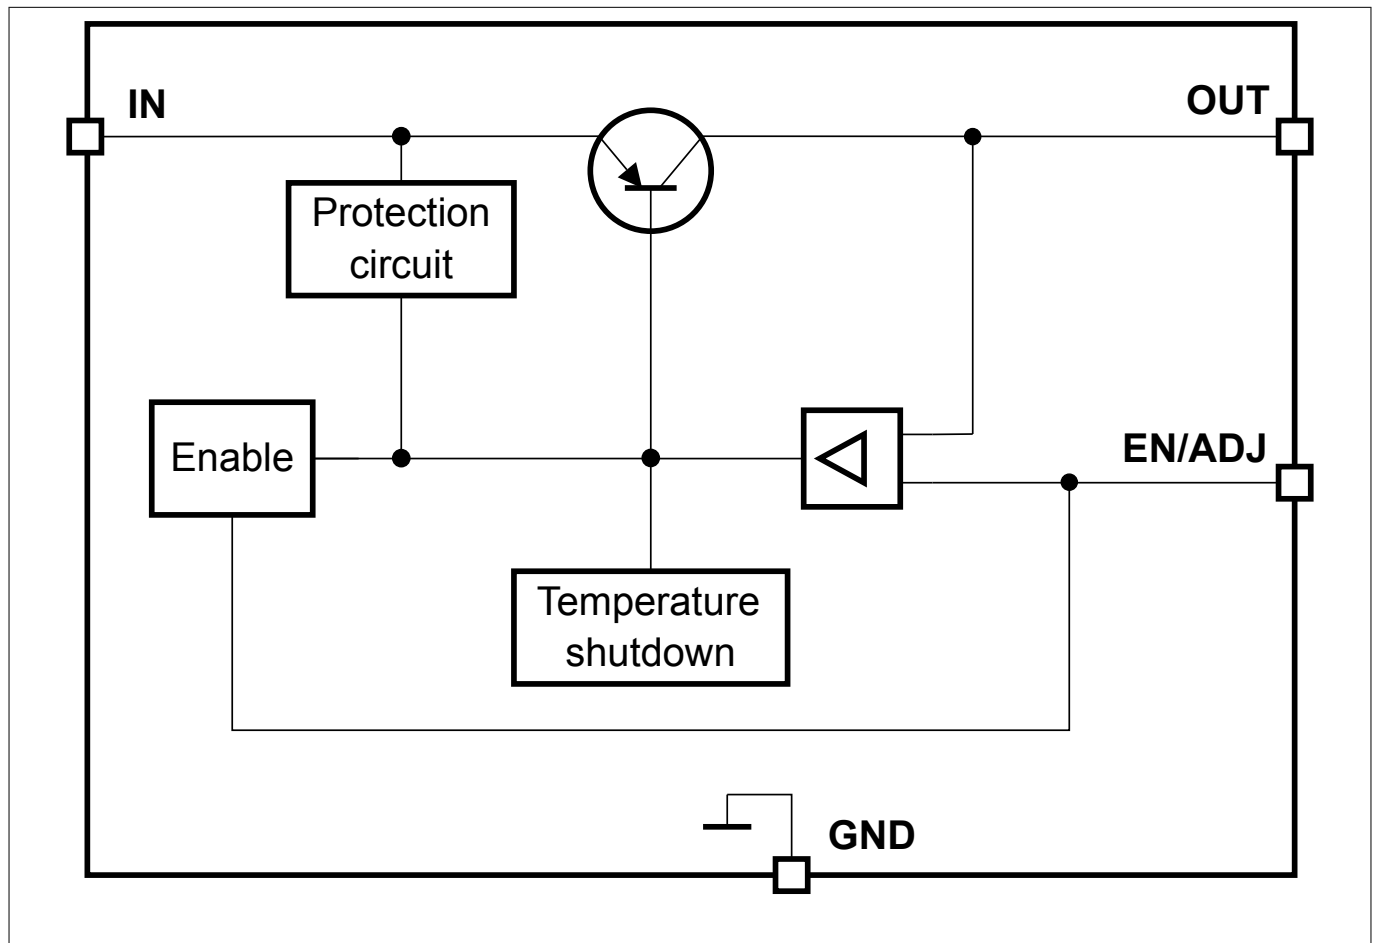 IN
OUT
Protection
circuit
Enable
EN/ADJ
Temperature
shutdown
GND